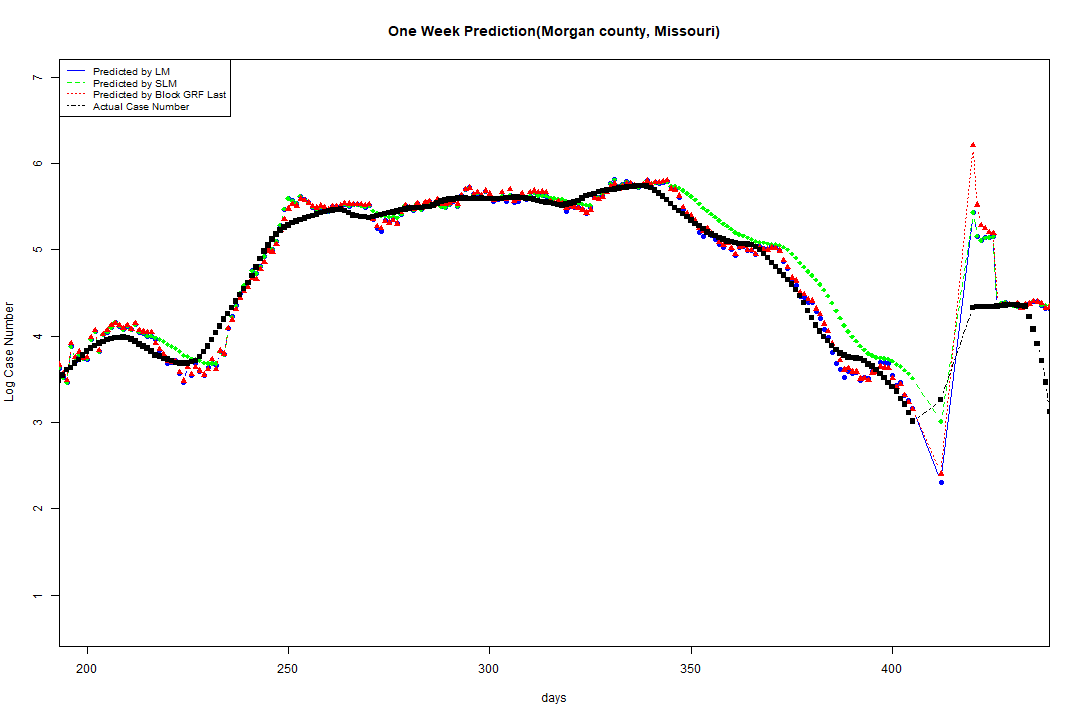 One Week Prediction(Morgan county, Missouri)
Predicted by LM
Predicted by SLM
Predicted by Block GRF Last
Actual Case Number
7
6
5
4
3
2
1
Log Case Number
200 250 300 350 400
days